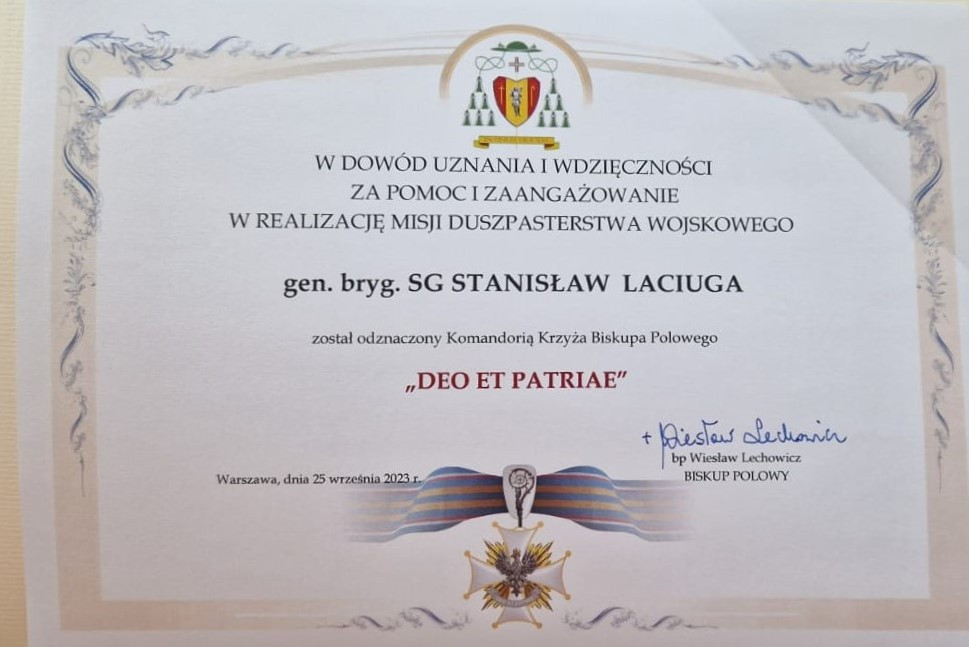 W DOWÓD UZNANIA I WDZIĘCZNOŚCI
ZA POMOC I ZAANGAŻOWANIE
W REALIZACJĘ MISJI DUSZPASTERSTWA WOJSKOWEGO
gen. bryg. SG STANISŁAW LACIUGA
został odznaczony Komandorią Krzyża Biskupa Polowego
„DEO ET PATRIAE”
+ Wiesław Lechowicz
bp Wiesław Lechowicz
BISKUP POLOWY
Warszawa, dnia 25 września 2023 r.